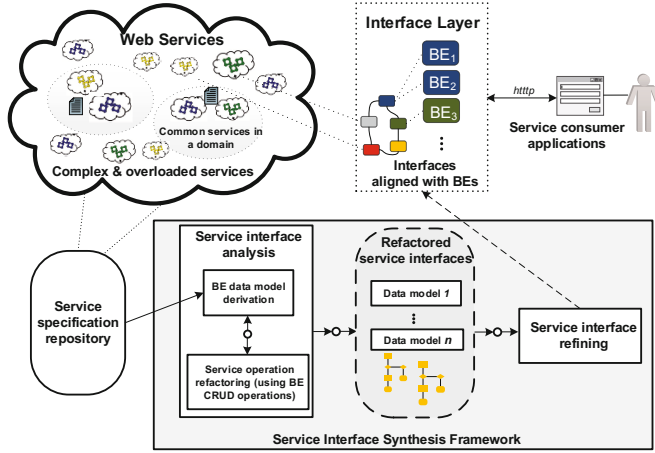 Web Services
Common services in
a domain
Complex & overloaded services
Interface Layer
BE1
BE2
BE3
Interfaces
aligned with BEs
htttp
Service consumer
applications
Service
specification
repository
Service interface
analysis
BE data model
derivation
Service operation
refactoring (using BE
CRUD operations)
Refactored
service interfaces
Data model 1
Data model n
Service interface
refining
Service Interface Synthesis Framework